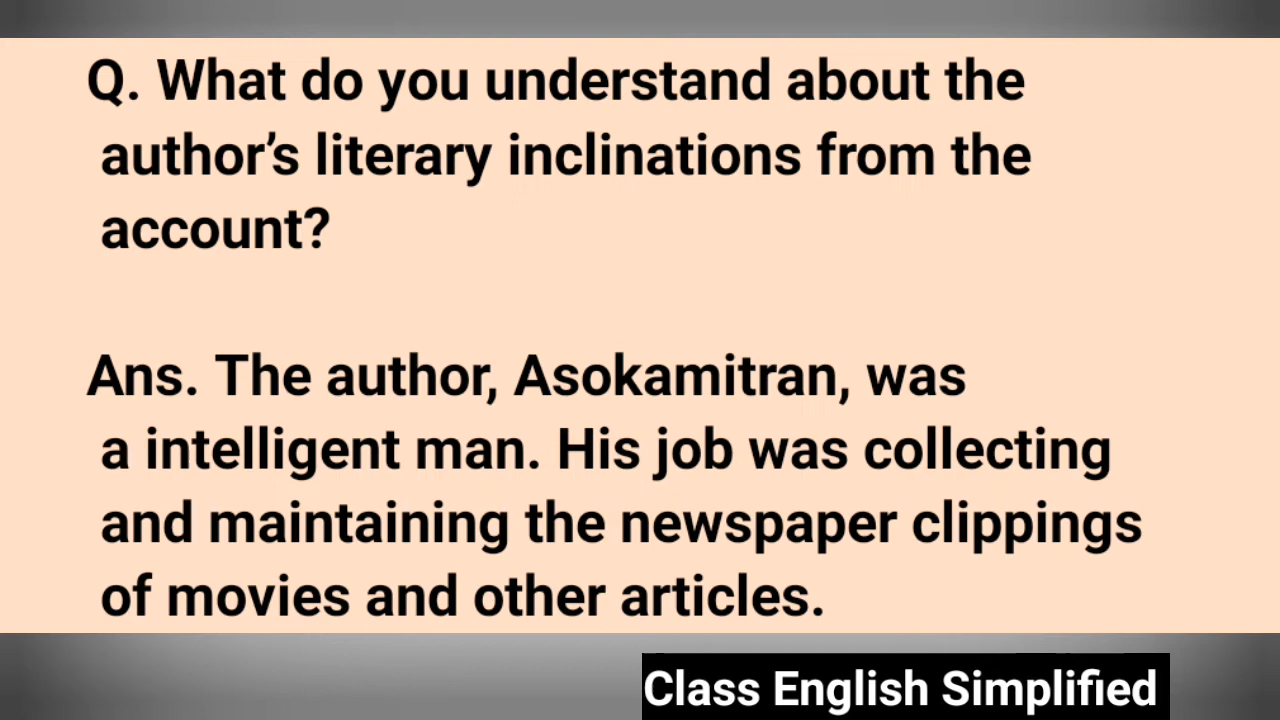 Q. What do you understand about the
author’s literary inclinations from the
account?
Ans. The author, Asokamitran, was
a intelligent man. His job was collecting
and maintaining the newspaper clippings
of movies and other articles.
Class English Simplified